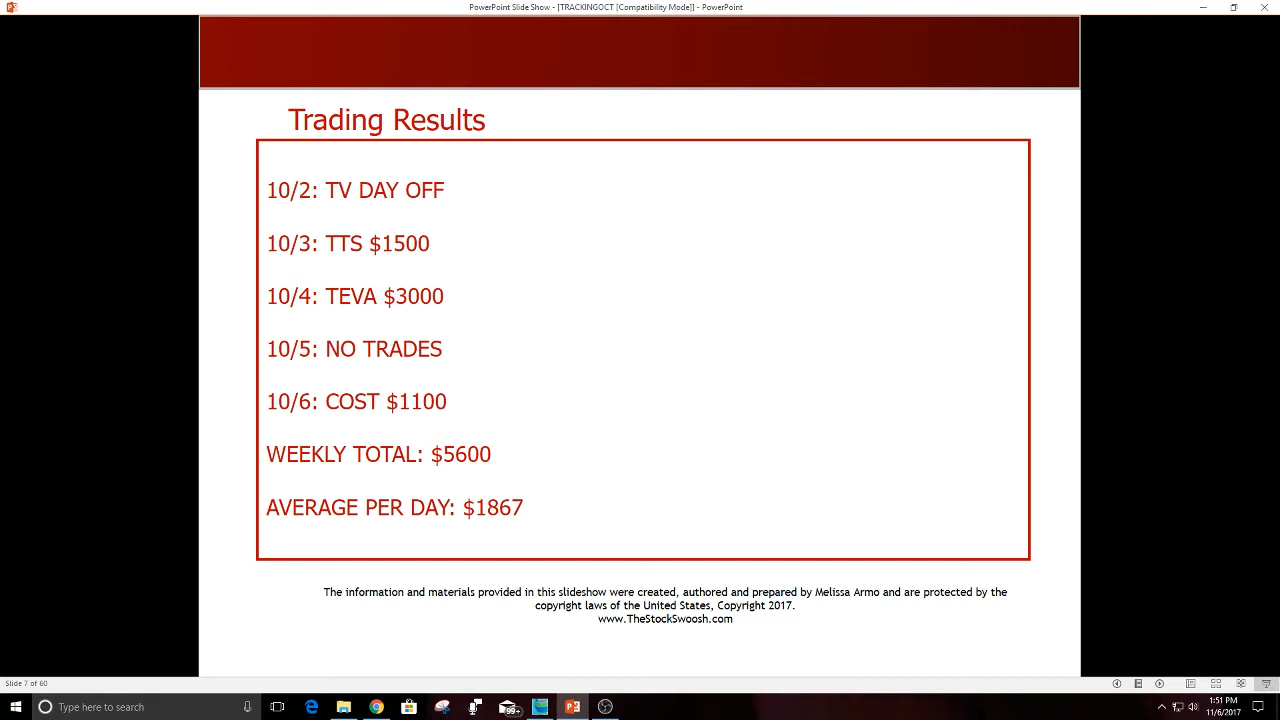 PowerPoint Slide Show - [TRACKINGOCT [Compatibility Mode]] - PowerPoint
Trading Results
10/2: TV DAY OFF
10/3: TTS $1500
10/4: TEVA $3000
10/5: NO TRADES
10/6: COST $1100
WEEKLY TOTAL: $5600
AVERAGE PER DAY: $1867
The information and materials provided in this slideshow were created, authored and prepared by Melissa Armo and are protected by the
copyright laws of the United States, Copyright 2017.
www.TheStockSwoosh.com
Slide 7 of 60
Type here to search
99+
1:51 PM
11/6/2017